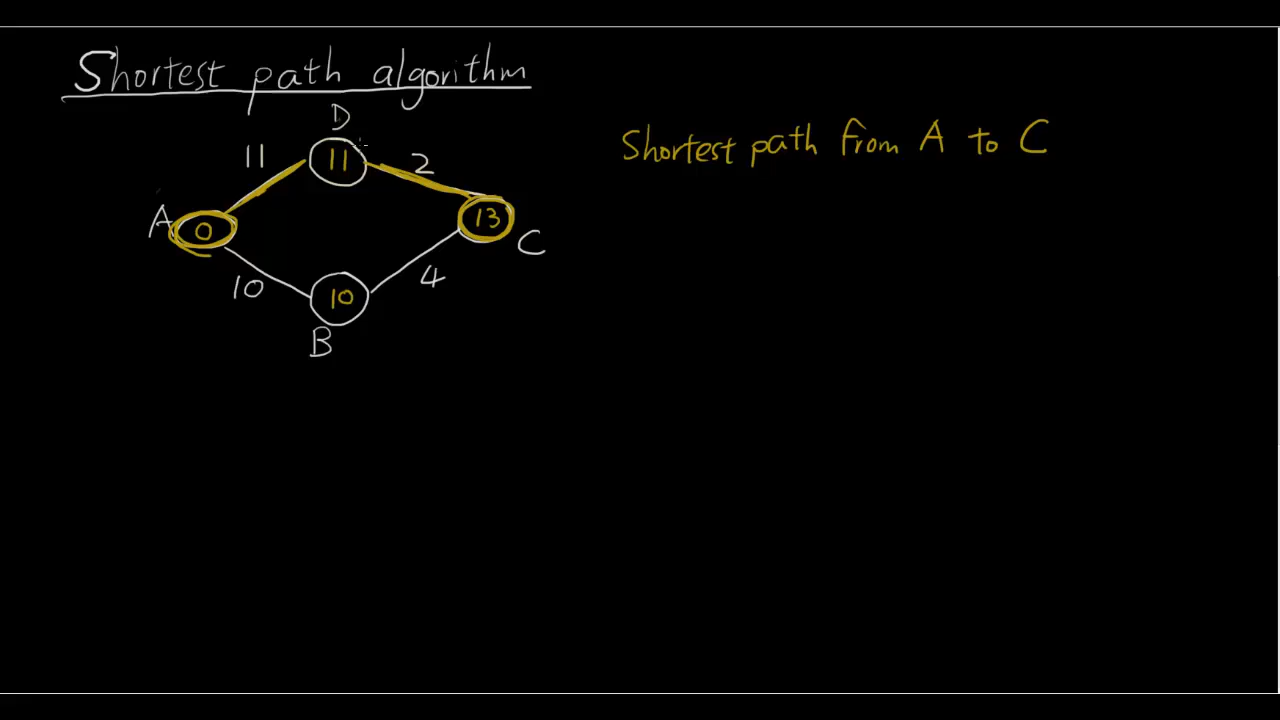 Shortest path algorithm
D
11 11 2
Shortest path from A to C
A 0 13 C
10 10 4
B